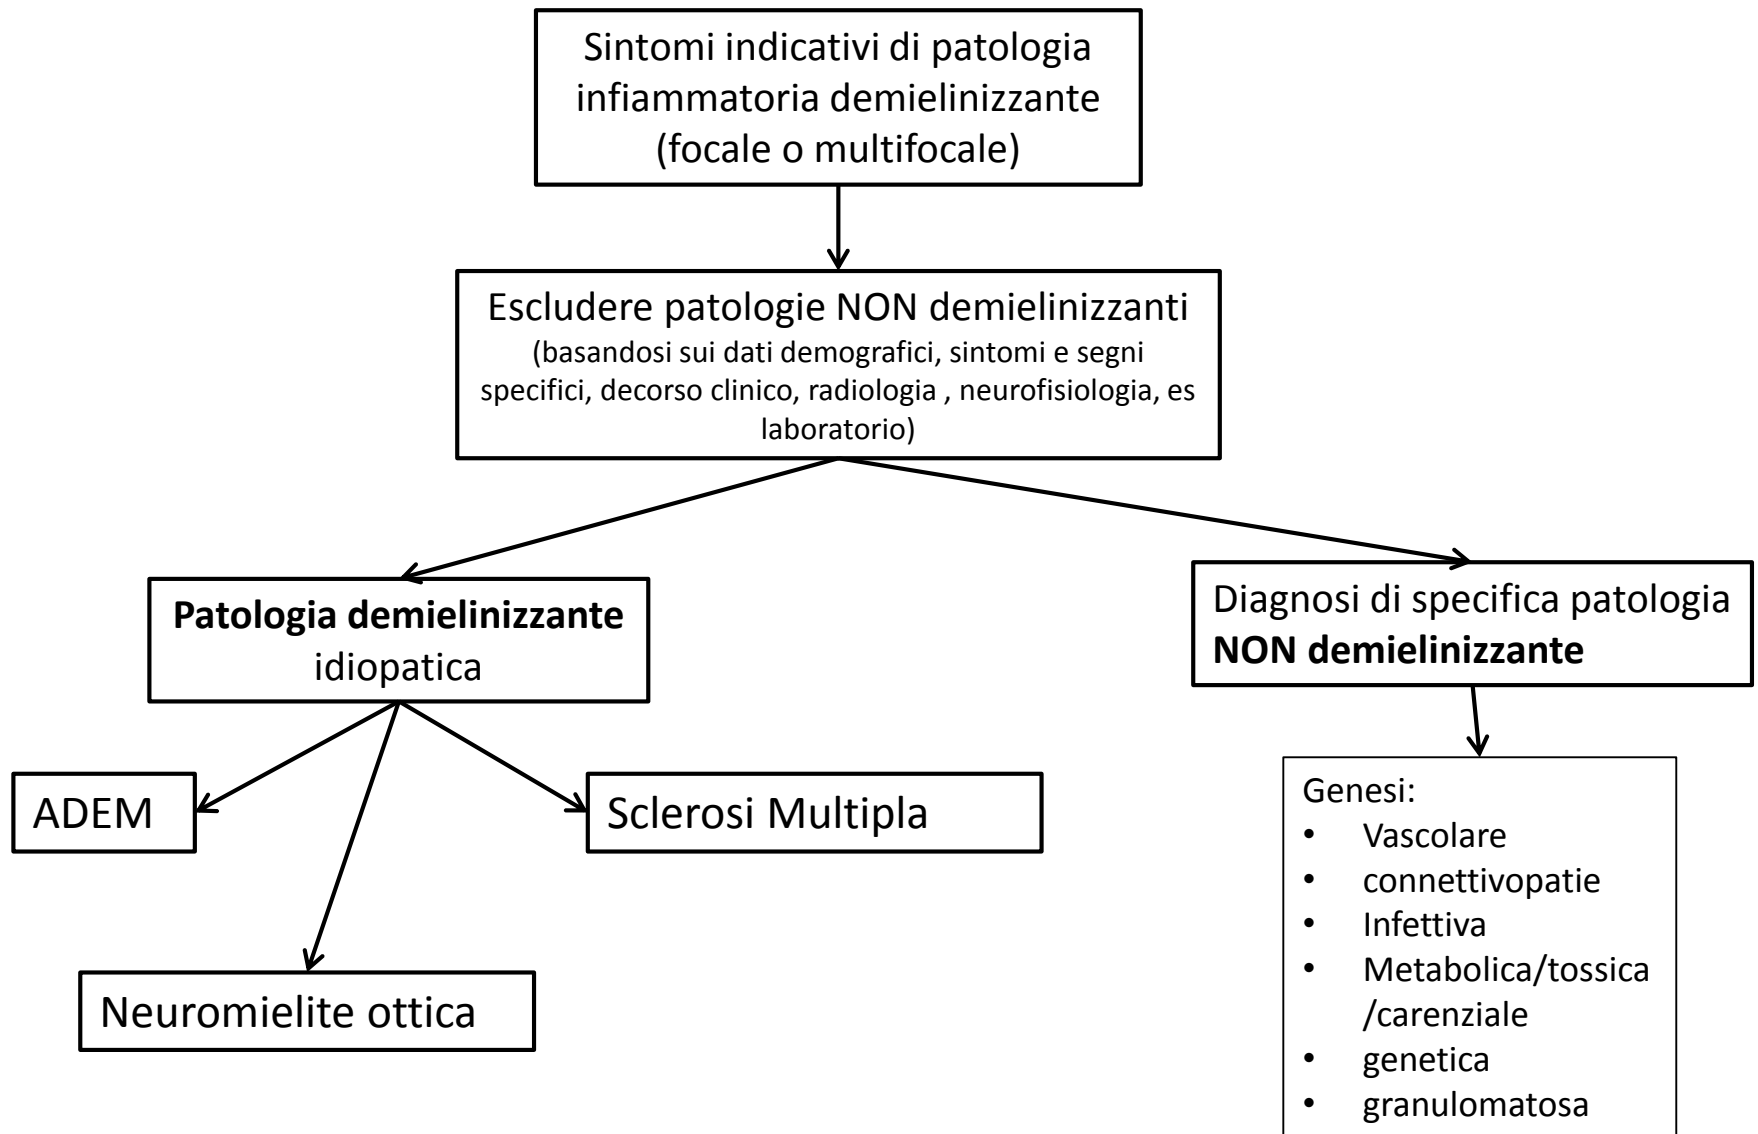 Sintomi indicativi di patologia
infiammatoria demielinizzante
(focale o multifocale)
Escludere patologie NON demielinizzanti
(basandosi sui dati demografici, sintomi e segni
specifici, decorso clinico, radiologia , neurofisiologia, es
laboratorio)
Patologia demielinizzante
idiopatica
Diagnosi di specifica patologia
NON demielinizzante
ADEM
Sclerosi Multipla
Neuromielite ottica
Genesi:
• Vascolare
• connettivopatie
• Infettiva
• Metabolica/tossica
/carenziale
• genetica
• granulomatosa